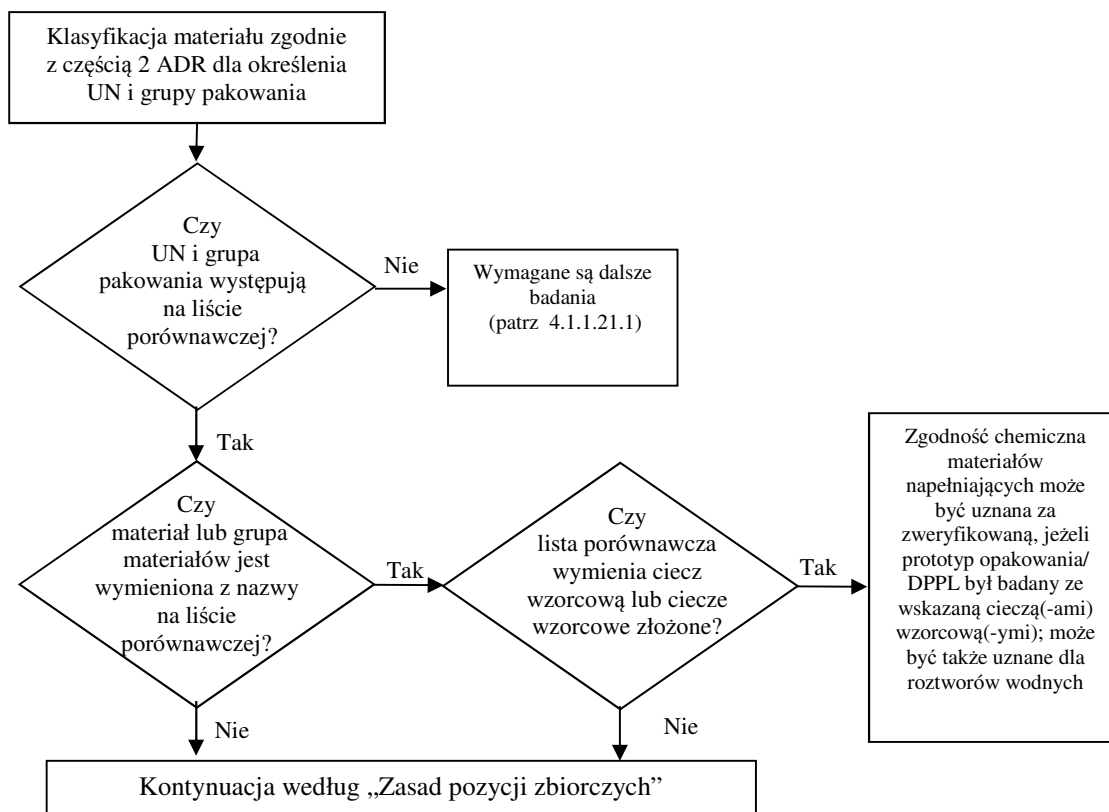 Klasyfikacja materiału zgodnie
z częścią 2 ADR dla określenia
UN i grupy pakowania
Czy
UN i grupa
pakowania występują
na liście
porównawczej?
Nie
Wymagane są dalsze
badania
(patrz 4.1.1.21.1)
Tak
Czy
materiał lub grupa
materiałów jest
wymieniona z nazwy
na liście
porównawczej?
Tak
Czy
lista porównawcza
wymienia ciecz
wzorcową lub ciecze
wzorcowe złożone?
Tak
Zgodność chemiczna
materiałów
napełniających może
być uznana za
zweryfikowaną, jeżeli
prototyp opakowania/
DPPL był badany ze
wskazaną cieczą(-ami)
wzorcową(-ymi); może
być także uznane dla
roztworów wodnych
Nie
Nie
Kontynuacja według „Zasad pozycji zbiorczych”